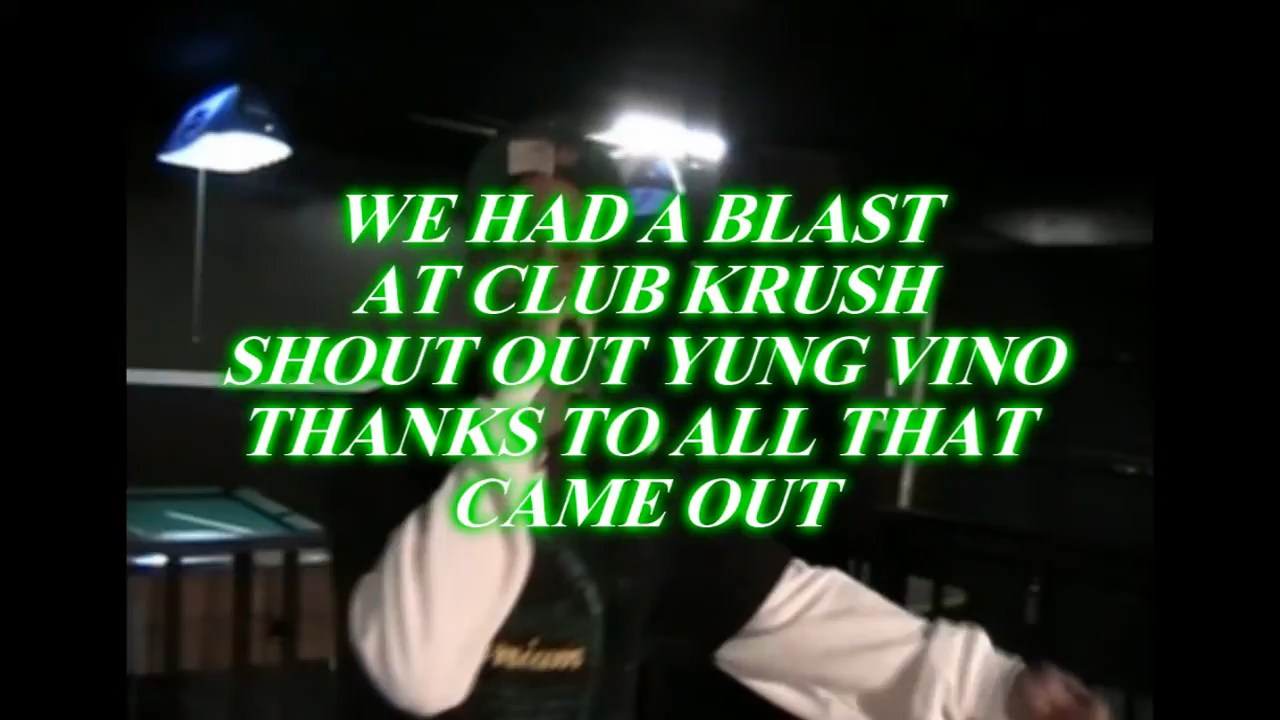 WE HAD A BLAST
AT CLUB KRUSH
SHOUT OUT YUNG VINO
THANKS TO ALL THAT
CAME OUT